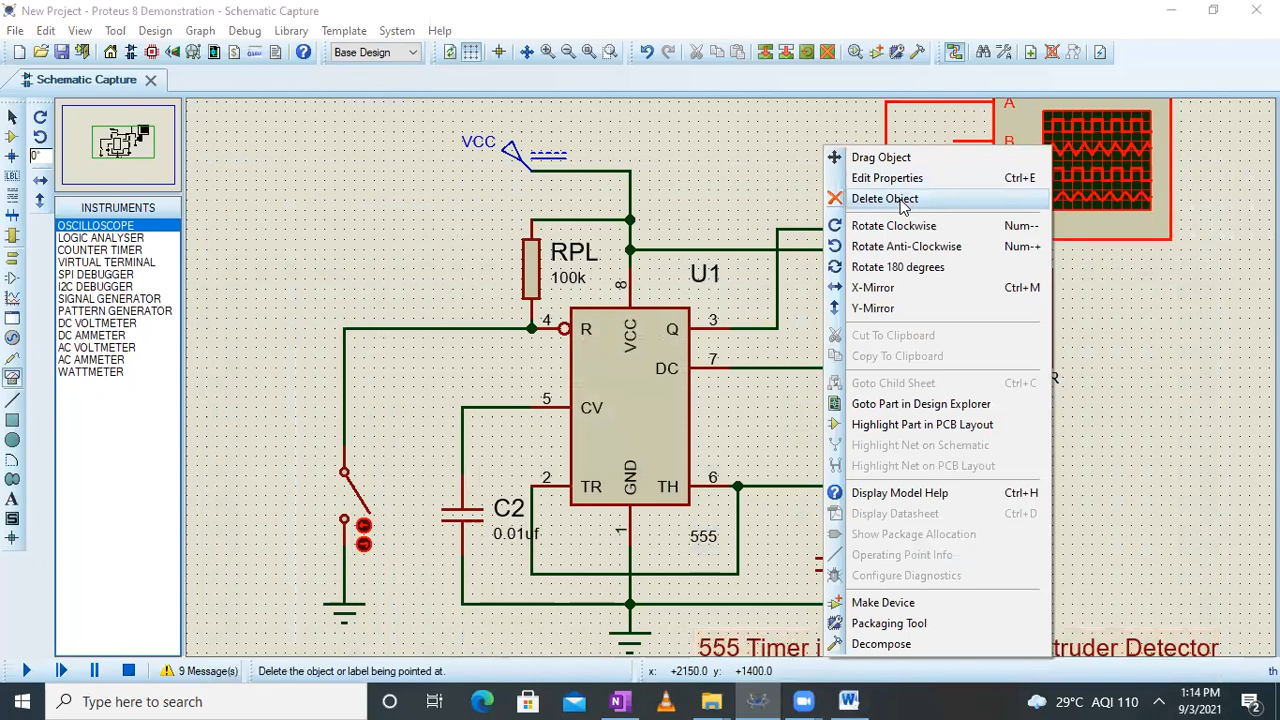 New Project - Proteus 8 Demonstration - Schematic Capture
File Edit View Tool Design Graph Debug Library Template System Help
Base Design
Schematic Capture
0°
LBL
INSTRUMENTS
OSCILLOSCOPE
LOGIC ANALYSER
COUNTER TIMER
VIRTUAL TERMINAL
SPI DEBUGGER
I2C DEBUGGER
SIGNAL GENERATOR
PATTERN GENERATOR
DC VOLTMETER
DC AMMETER
AC VOLTMETER
AC AMMETER
WATTMETER
A
VCC
A
B
RPL
100k
U1
8
4
R
VCC
Q
3
DC
7
5
CV
2
TR
GND
TH
6
1
C2
0.01uf
555
R
555 Timer i
truder Detector
Drag Object
Edit Properties Ctrl+E
Delete Object
Rotate Clockwise Num--
Rotate Anti-Clockwise Num-+
Rotate 180 degrees
X-Mirror Ctrl+M
Y-Mirror
Cut To Clipboard
Copy To Clipboard
Goto Child Sheet Ctrl+C
Goto Part in Design Explorer
Highlight Part in PCB Layout
Highlight Net on Schematic
Highlight Net on PCB Layout
Display Model Help Ctrl+H
Display Datasheet Ctrl+D
Show Package Allocation
Operating Point Info
Configure Diagnostics
Make Device
Packaging Tool
Decompose
9 Message(s) Delete the object or label being pointed at. x: +2150.0 y: +1400.0 th
Type here to search
29°C AQI 110
1:14 PM
9/3/2021
2